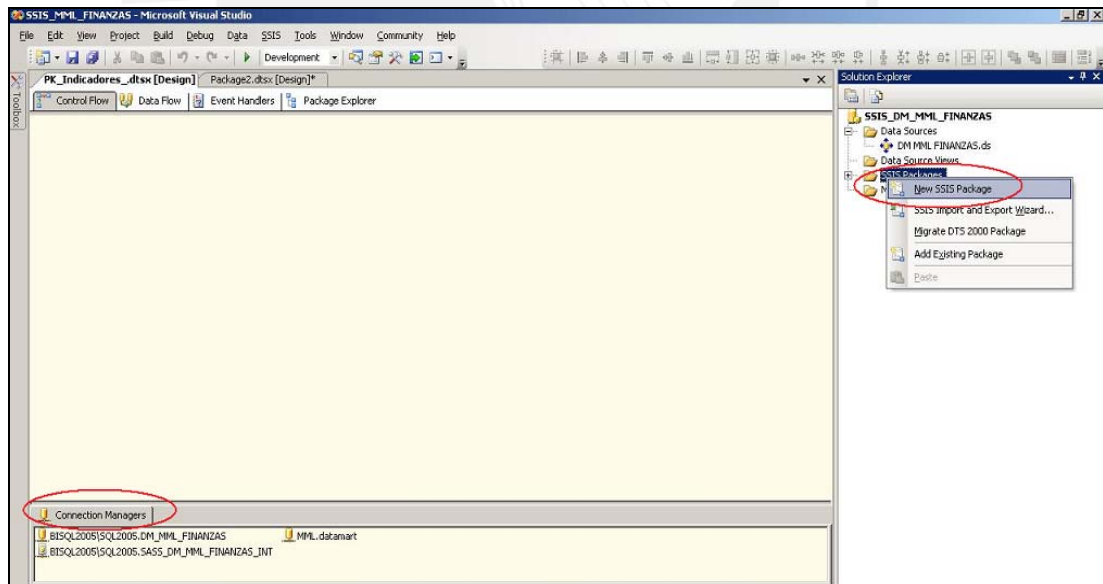 SSIS_MML_FINANZAS - Microsoft Visual Studio
File Edit View Project Build Debug Data SSIS Tools Window Community Help
Development
PK_Indicadores_.dtsx [Design] Package2.dtsx [Design]*
Solution Explorer
Toolbox
Control Flow Data Flow Event Handlers Package Explorer
SSIS_DM_MML_FINANZAS
Data Sources
DM MML FINANZAS.ds
Data Source Views
SSIS Packages
M
New SSIS Package
SSIS Import and Export Wizard...
Migrate DTS 2000 Package
Add Existing Package
Paste
Connection Managers
BISQL2005\SQL2005.DM_MML_FINANZAS MML.datamart
BISQL2005\SQL2005.SASS_DM_MML_FINANZAS_INT